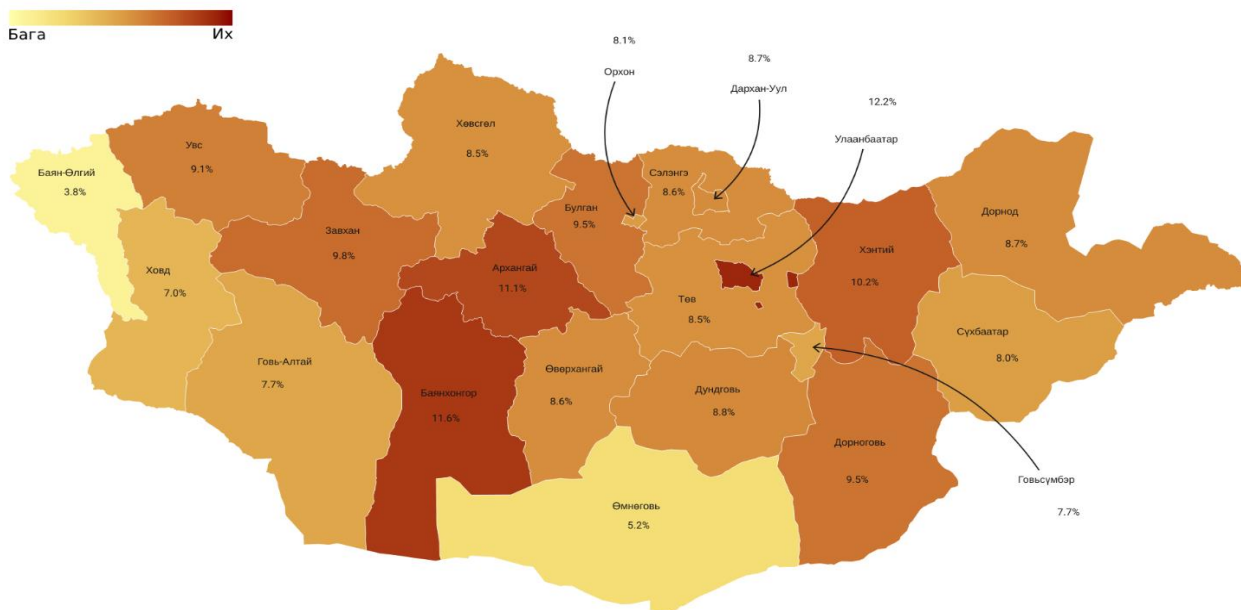 Бага Их
8.1%
Орхон
8.7%
Дархан-Уул
12.2%
Улаанбаатар
Хөвсгөл
8.5%
Увс
9.1%
Баян-Өлгий
3.8%
Сэлэнгэ
8.6%
Булган
9.5%
Дорнод
8.7%
Завхан
9.8%
Ховд
7.0%
Архангай
11.1%
Хэнтий
10.2%
Төв
8.5%
Сүхбаатар
8.0%
Говь-Алтай
7.7%
Баянхонгор
11.6%
Өвөрхангай
8.6%
Дундговь
8.8%
Дорноговь
9.5%
Говьсүмбэр
7.7%
Өмнөговь
5.2%